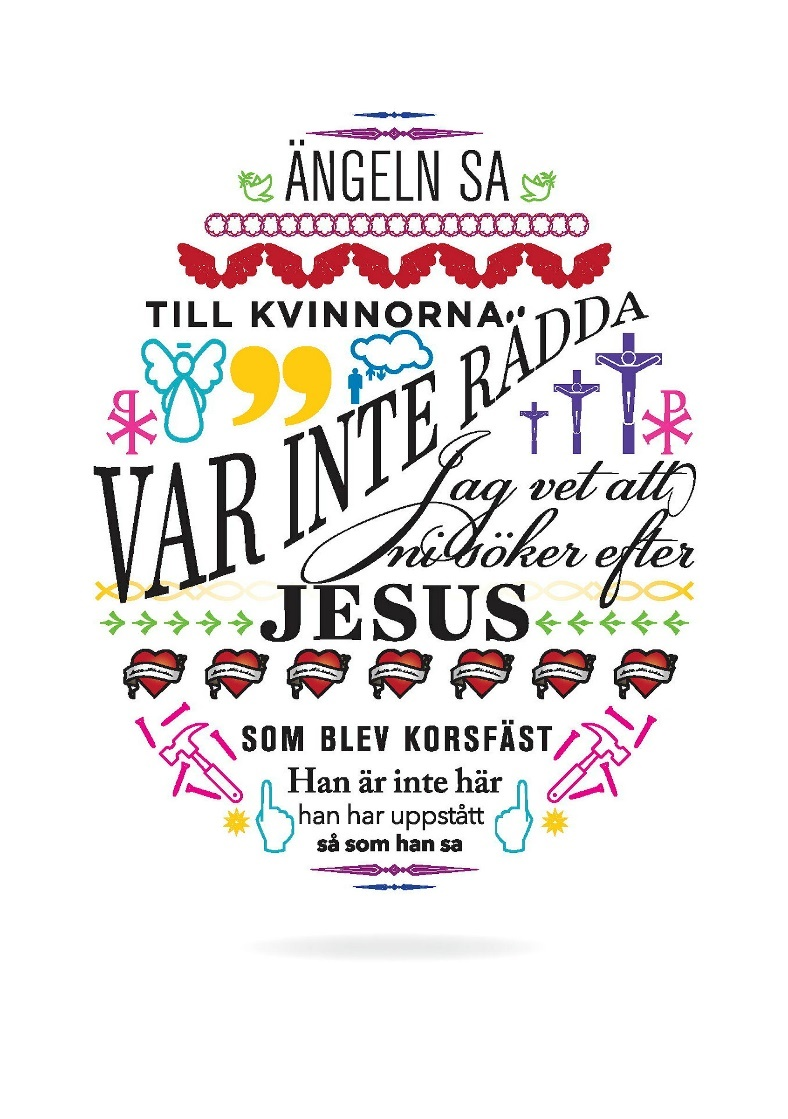 ÄNGELN SA
TILL KVINNORNA
”
VAR INTE RÄDDA
Jag vet att
ni söker efter
JESUS
SOM BLEV KORSFÄST
Han är inte här
han har uppstått
så som han sa